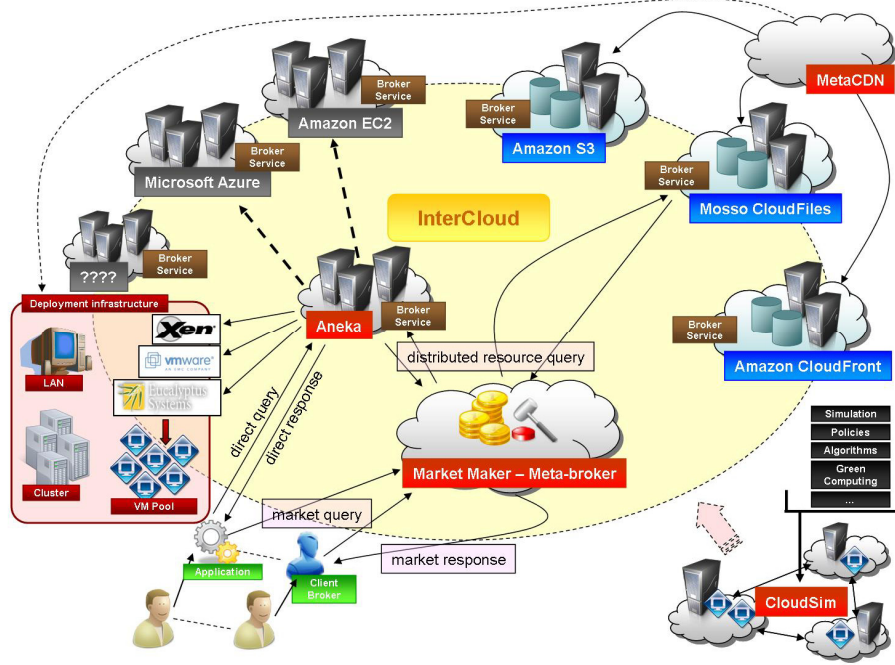 MetaCDN
Broker
Service
Amazon EC2
Broker
Service
Amazon S3
Broker
Service
Microsoft Azure
Broker
Service
Mosso CloudFiles
InterCloud
????
Broker
Service
Deployment infrastructure
Aneka
Broker
Service
Broker
Service
Amazon CloudFront
Xen
vmware
AN EMC COMPANY
Eucalyptus
Systems
LAN
Cluster
VM Pool
distributed resource query
direct query
direct response
Market Maker – Meta-broker
Simulation
Policies
Algorithms
Green
Computing
...
market query
market response
Application
Client
Broker
CloudSim